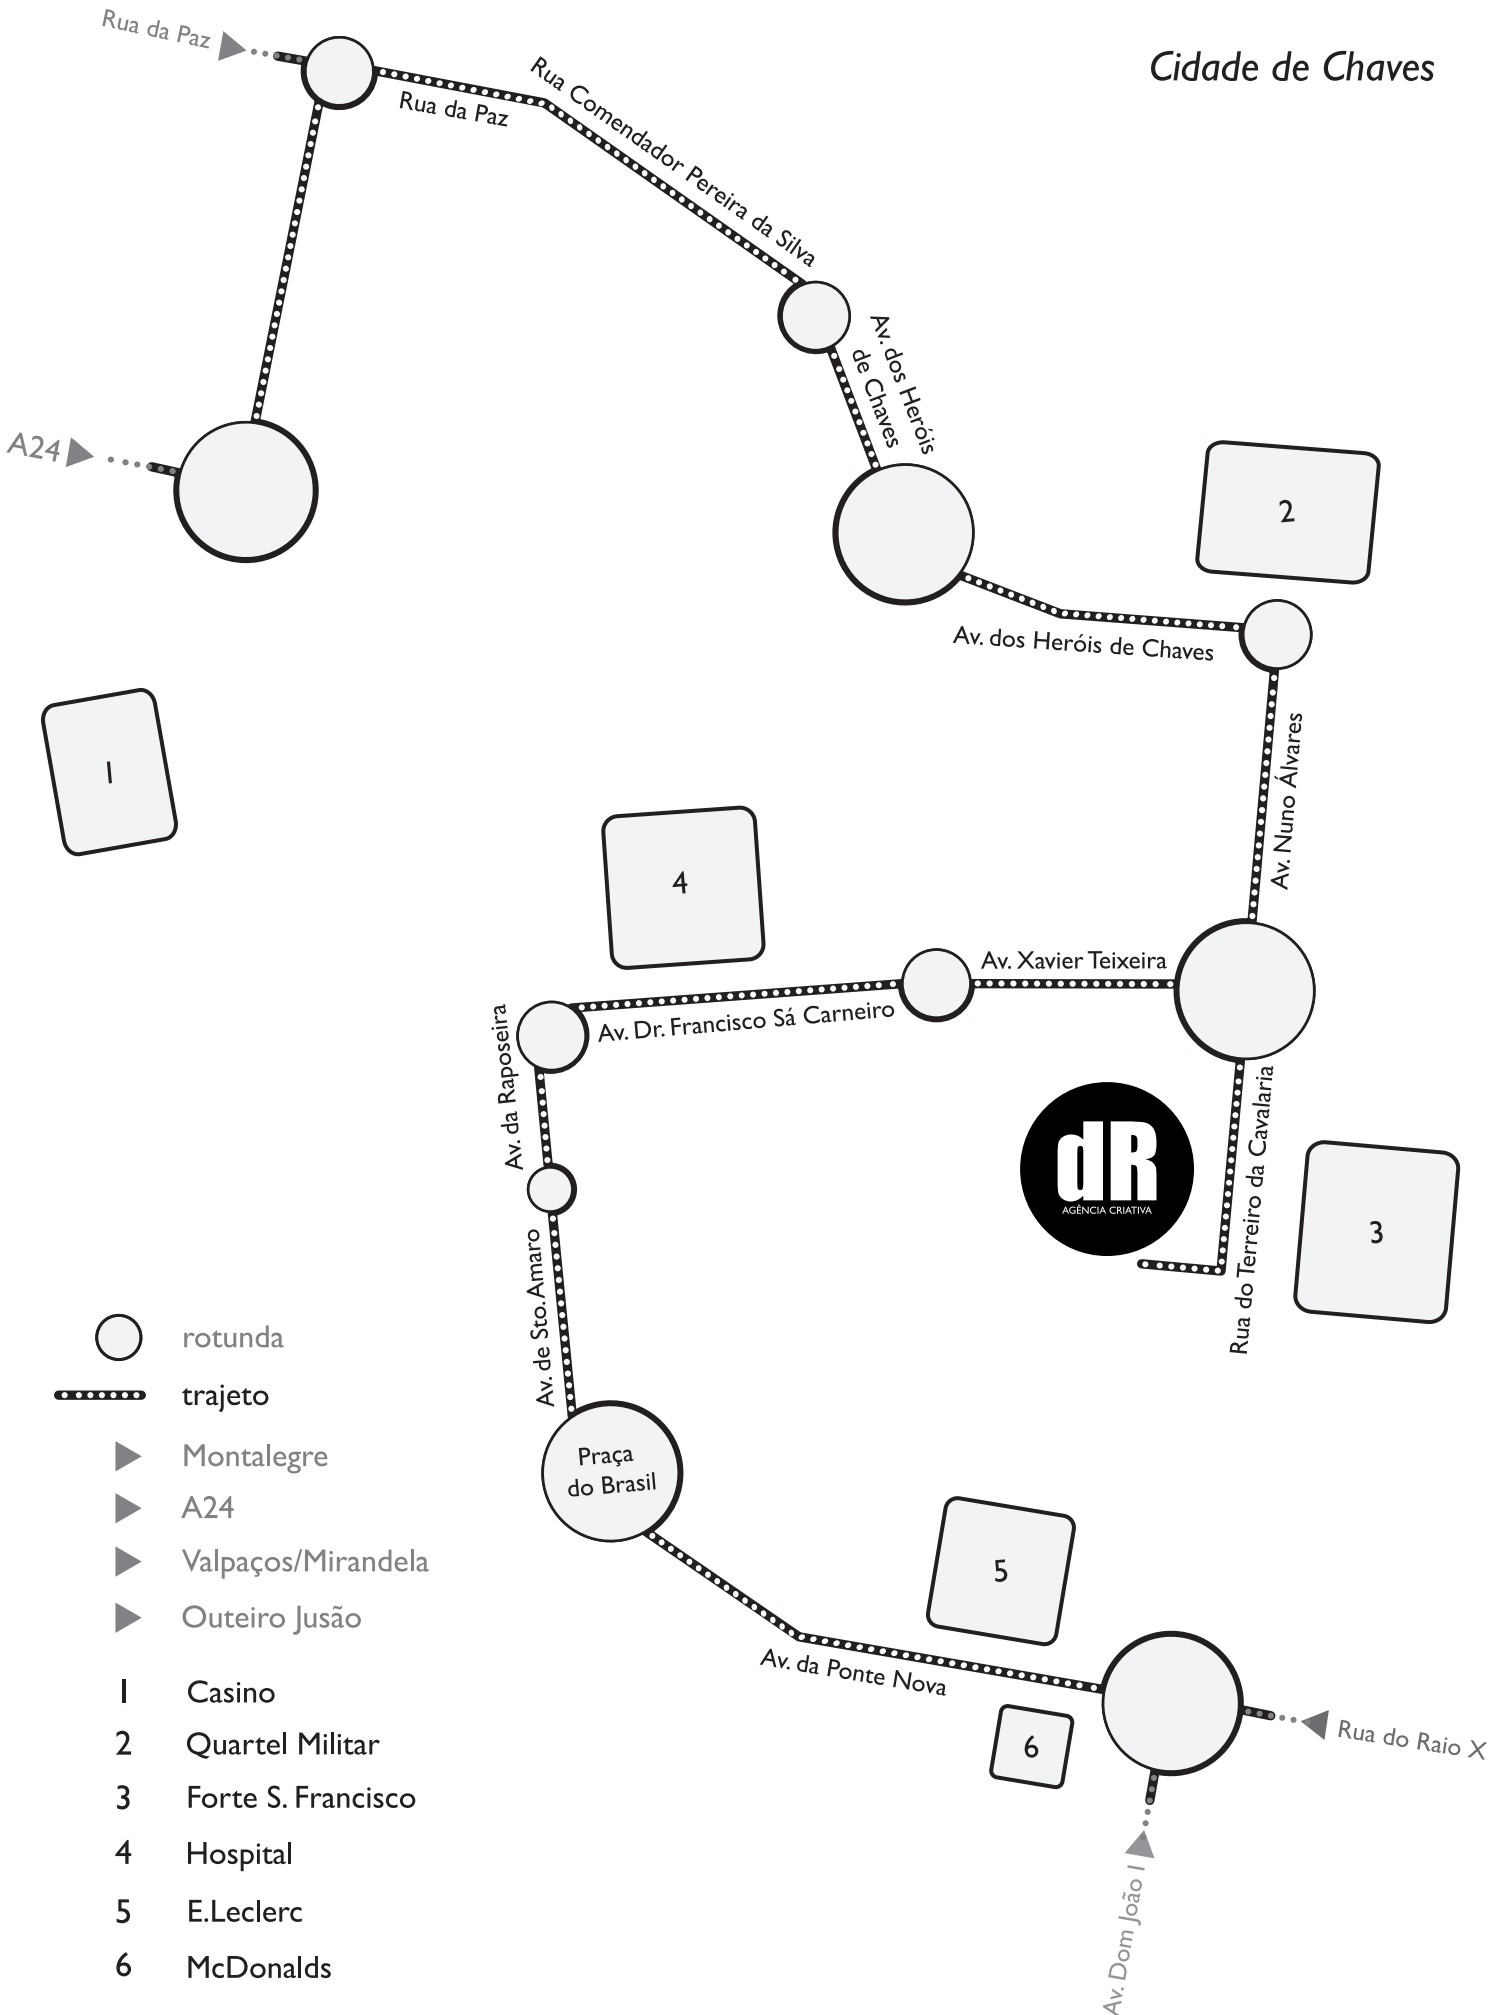 Cidade de Chaves
Rua da Paz
Rua da Paz
Rua Comendador Pereira da Silva
Av. dos Heróis
de Chaves
A24
2
Av. dos Heróis de Chaves
1
Av. Nuno Álvares
4
Av. Xavier Teixeira
Av. Dr. Francisco Sá Carneiro
Av. da Raposeira
dR
AGÊNCIA CRIATIVA
Rua do Terreiro da Cavalaria
3
Av. de Sto. Amaro
Praça
do Brasil
5
Av. da Ponte Nova
6
Rua do Raio X
Av. Dom João I
rotunda
trajeto
Montalegre
A24
Valpaços/Mirandela
Outeiro Jusão
1 Casino
2 Quartel Militar
3 Forte S. Francisco
4 Hospital
5 E.Leclerc
6 McDonalds